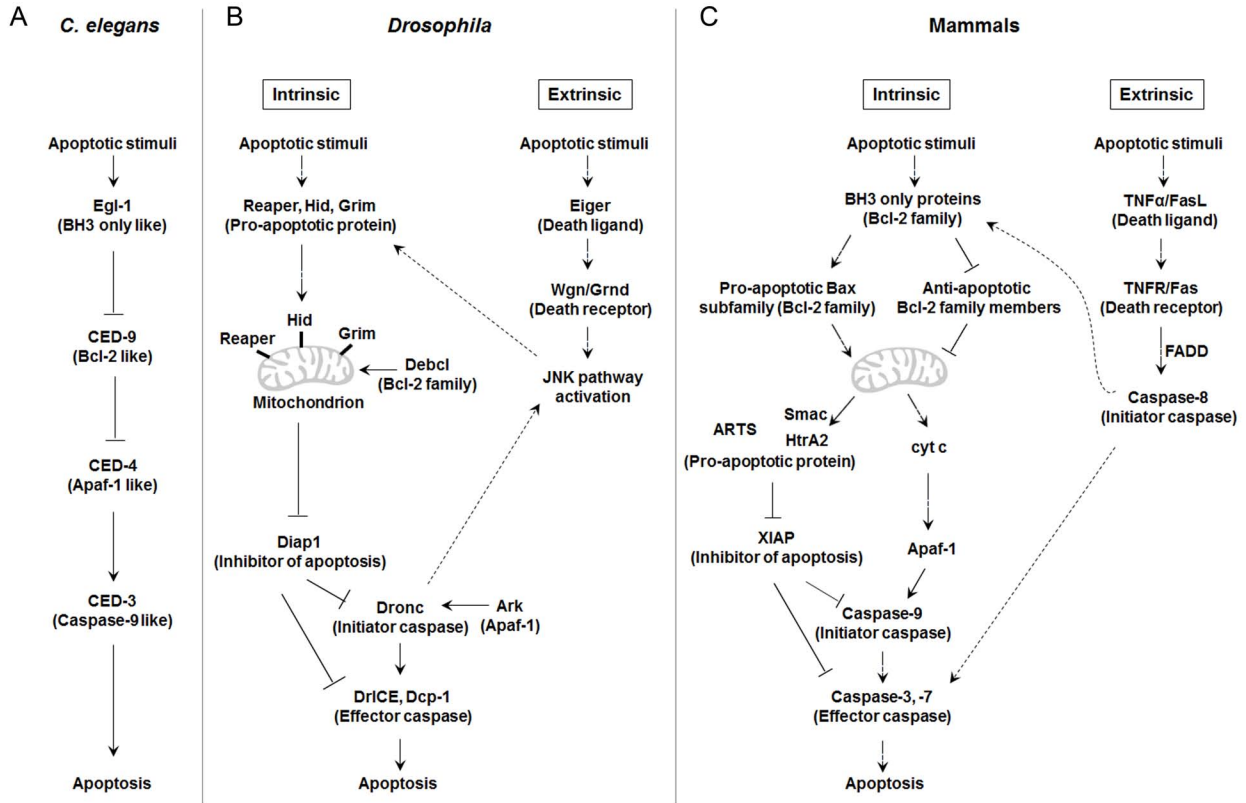 A
C. elegans
Apoptotic stimuli
Egl-1
(BH3 only like)
CED-9
(Bcl-2 like)
CED-4
(Apaf-1 like)
CED-3
(Caspase-9 like)
Apoptosis
B
Drosophila
Intrinsic
Extrinsic
Apoptotic stimuli
Reaper, Hid, Grim
(Pro-apoptotic protein)
Hid
Reaper
Grim
Mitochondrion
Debcl
(Bcl-2 family)
Diap1
(Inhibitor of apoptosis)
Dronc
(Initiator caspase)
Ark
(Apaf-1)
DrICE, Dcp-1
(Effector caspase)
Apoptosis
Apoptotic stimuli
Eiger
(Death ligand)
Wgn/Grnd
(Death receptor)
JNK pathway
activation
C
Mammals
Intrinsic
Extrinsic
Apoptotic stimuli
BH3 only proteins
(Bcl-2 family)
Pro-apoptotic Bax
subfamily (Bcl-2 family)
Anti-apoptotic
Bcl-2 family members
Smac
ARTS
HtrA2
(Pro-apoptotic protein)
cyt c
XIAP
(Inhibitor of apoptosis)
Apaf-1
Caspase-9
(Initiator caspase)
Caspase-3, -7
(Effector caspase)
Apoptosis
Apoptotic stimuli
TNFα/FasL
(Death ligand)
TNFR/Fas
(Death receptor)
FADD
Caspase-8
(Initiator caspase)